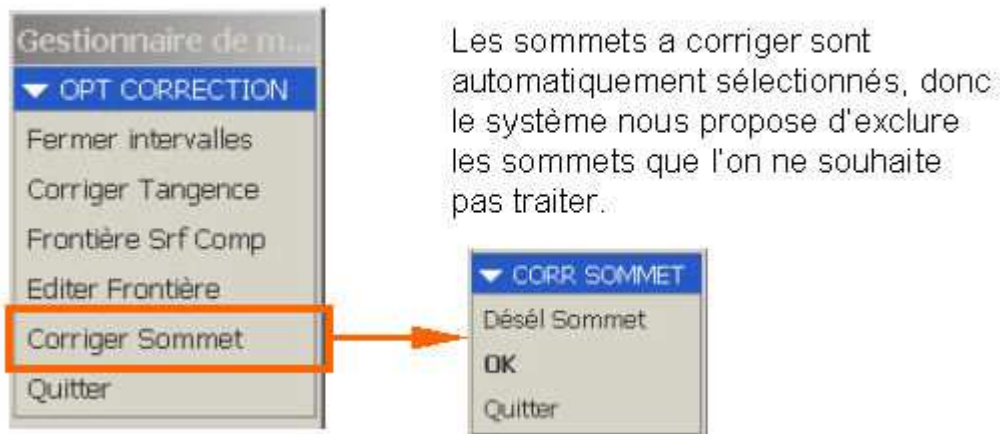 Gestionnaire de m...
OPT CORRECTION
Fermer intervalles
Corriger Tangence
Frontière Srf Comp
Editer Frontière
Corriger Sommet
Quitter
Les sommets a corriger sont
automatiquement sélectionnés, donc
le système nous propose d'exclure
les sommets que l'on ne souhaite
pas traiter.
CORR SOMMET
Désél Sommet
OK
Quitter